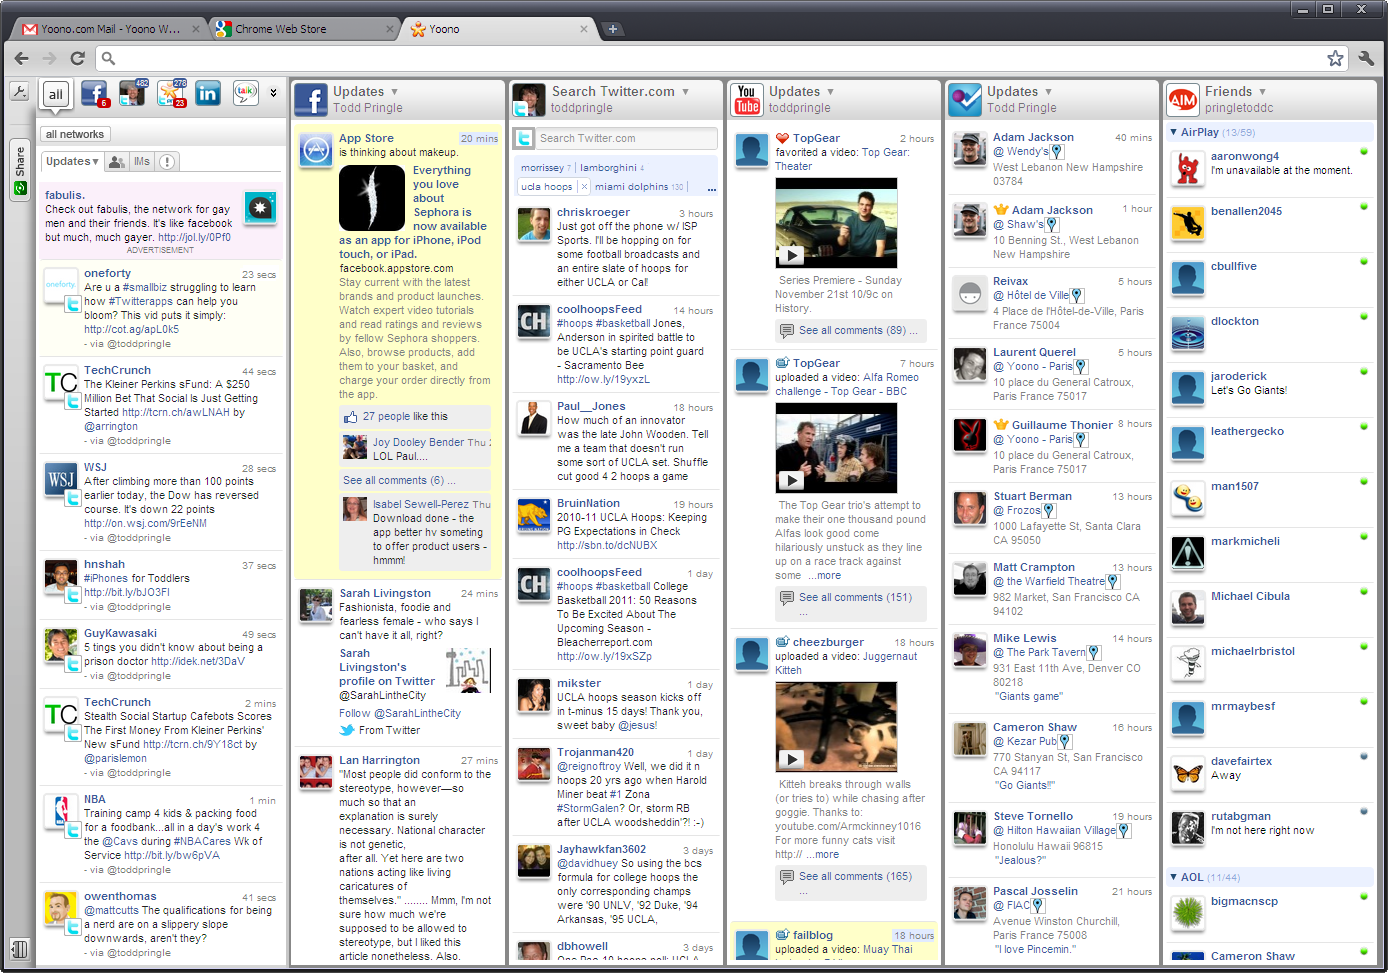 Yoono.com Mail - Yoono W...
Chrome Web Store
Yoono
all
6
482
278
23
in
talk
Share
all networks
Updates
IMs
fabulis.
Check out fabulis, the network for gay
men and their friends. It's like facebook
but much, much gayer. http://jol.ly/0Pf0
ADVERTISEMENT
oneforty 23 secs
Are u a #smallbiz struggling to learn
how #Twitterapps can help you
bloom? This vid puts it simply:
http://cot.ag/apL0k5
- via @toddpringle
TechCrunch 44 secs
The Kleiner Perkins sFund: A $250
Million Bet That Social Is Just Getting
Started http://tcrn.ch/awLNAH by
@arrington
- via @toddpringle
WSJ 28 secs
After climbing more than 100 points
earlier today, the Dow has reversed
course. It's down 22 points
http://on.wsj.com/9rEeNM
- via @toddpringle
hnshah 37 secs
#iPhones for Toddlers
http://bit.ly/bJO3FI
- via @toddpringle
GuyKawasaki 49 secs
5 tings you didn't know about being a
prison doctor http://idek.net/3DaV
- via @toddpringle
TechCrunch 2 mins
Stealth Social Startup Cafebots Scores
The First Money From Kleiner Perkins'
New sFund http://tcrn.ch/9Y18ct by
@parislemon
- via @toddpringle
NBA 1 min
Training camp 4 kids & packing food
for a foodbank...all in a day's work 4
the @Cavs during #NBACares Wk of
Service http://bit.ly/bw6pVA
- via @toddpringle
owenthomas 41 secs
@mattcutts The qualifications for being
a nerd are on a slippery slope
downwards, aren't they?
- via @toddpringle
Updates
Todd Pringle
App Store 20 mins
is thinking about makeup.
Everything
you love
about
Sephora is
now available
as an app for iPhone, iPod
touch, or iPad.
facebook.appstore.com
Stay current with the latest
brands and product launches.
Watch expert video tutorials
and read ratings and reviews
by fellow Sephora shoppers.
Also, browse products, add
them to your basket, and
charge your order directly from
the app.
27 people like this
Joy Dooley Bender Thu 2
LOL Paul....
See all comments (6) ...
Isabel Sewell-Perez Thu
Download done - the
app better hv someting
to offer product users -
hmmm!
Sarah Livingston 24 mins
Fashionista, foodie and
fearless female - who says I
can't have it all, right?
Sarah
Livingston's
profile on Twitter
@SarahLintheCity
Follow @SarahLintheCity
From Twitter
Lan Harrington 27 mins
"Most people did conform to the
stereotype, however—so
much so that an
explanation is surely
necessary. National character
is not genetic,
after all. Yet here are two
nations acting like living
caricatures of
themselves." ........ Mmm, I'm not
sure how much we're
supposed to be allowed to
stereotype, but I liked this
article nonetheless. Also.
Search Twitter.com
toddpringle
Search Twitter.com
morrissey 7 | lamborghini 4
ucla hoops × miami dolphins 130 | ...
chriskroeger 3 hours
Just got off the phone w/ ISP
Sports. I'll be hopping on for
some football broadcasts and
an entire slate of hoops for
either UCLA or Cal!
coolhoopsFeed 14 hours
#hoops #basketball Jones,
Anderson in spirited battle to
be UCLA's starting point guard
- Sacramento Bee
http://ow.ly/19yxzL
Paul__Jones 18 hours
How much of an innovator
was the late John Wooden. Tell
me a team that doesn't run
some sort of UCLA set. Shuffle
cut good 4 2 hoops a game
BruinNation 19 hours
2010-11 UCLA Hoops: Keeping
PG Expectations in Check
http://sbn.to/dcNUBX
coolhoopsFeed 1 day
#hoops #basketball College
Basketball 2011: 50 Reasons
To Be Excited About The
Upcoming Season -
Bleacherreport.com
http://ow.ly/19xSZp
mikster 1 day
UCLA hoops season kicks off
in t-minus 15 days! Thank you,
sweet baby @jesus!
Trojanman420 1 day
@reignoftroy Well, we did it n
hoops 20 yrs ago when Harold
Miner beat #1 Zona
#StormGalen? Or, storm RB
after UCLA woodsheddin'?! :-)
Jayhawkfan3602 3 days
@davidhuey So using the bcs
formula for college hoops the
only corresponding champs
were '90 UNLV, '92 Duke, '94
Arkansas, '95 UCLA,
dbhowell 3 days
Updates
toddpringle
TopGear 2 hours
favorited a video: Top Gear:
Theater
Series Premiere - Sunday
November 21st 10/9c on
History.
See all comments (89) ...
TopGear 7 hours
uploaded a video: Alfa Romeo
challenge - Top Gear - BBC
The Top Gear trio's attempt to
make their one thousand pound
Alfas look good come
hilariously unstuck as they line
up on a race track against
some ...more
See all comments (151)
...
cheezburger 18 hours
uploaded a video: Juggernaut
Kitteh
Kitteh breaks through walls
(or tries to) while chasing after
goggie. Thanks to:
youtube.com/Armckinney1016
For more funny cats visit
http:// ...more
See all comments (165)
...
failblog 18 hours
uploaded a video: Muay Thai
Updates
Todd Pringle
Adam Jackson 40 mins
@ Wendy's
West Lebanon New Hampshire
03784
Adam Jackson 1 hour
@ Shaw's
10 Benning St., West Lebanon
New Hampshire
Reivax 5 hours
@ Hôtel de Ville
4 Place de l'Hôtel-de-Ville, Paris
France 75004
Laurent Querel 5 hours
@ Yoono - Paris
10 place du General Catroux,
Paris France 75017
Guillaume Thonier 8 hours
@ Yoono - Paris
10 place du General Catroux,
Paris France 75017
Stuart Berman 13 hours
@ Frozos
1000 Lafayette St, Santa Clara
CA 95050
Matt Crampton 13 hours
@ the Warfield Theatre
982 Market, San Francisco CA
94102
Mike Lewis 14 hours
@ The Park Tavern
931 East 11th Ave, Denver CO
80218
"Giants game"
Cameron Shaw 16 hours
@ Kezar Pub
770 Stanyan St, San Francisco
CA 94117
"Go Giants!!"
Steve Tornello 19 hours
@ Hilton Hawaiian Village
Honolulu Hawaii 96815
"Jealous?"
Pascal Josselin 21 hours
@ FIAC
Avenue Winston Churchill,
Paris France 75008
"I love Pincemin."
Friends
pringletoddc
AirPlay (13/59)
aaronwong4
I'm unavailable at the moment.
benallen2045
cbullfive
dlockton
jaroderick
Let's Go Giants!
leathergecko
man1507
markmicheli
Michael Cibula
michaelrbristol
mrmaybesf
davefairtex
Away
rutabgman
I'm not here right now
AOL (11/44)
bigmacnscp
Cameron Shaw